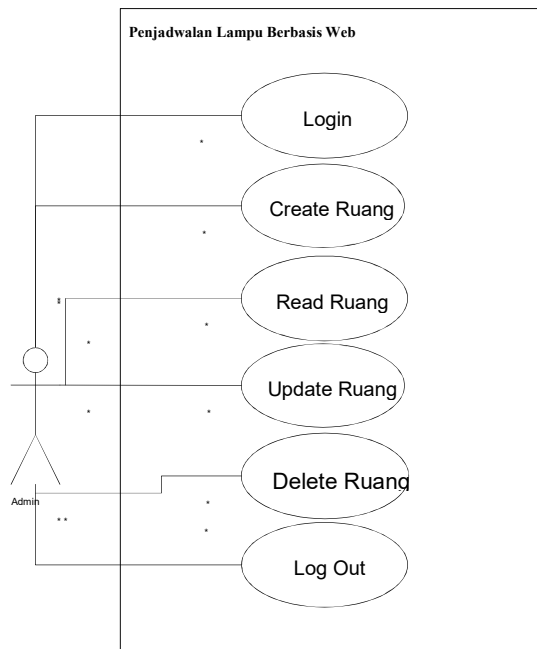 Penjadwalan Lampu Berbasis Web
Login
*
Create Ruang
*
Read Ruang
*
*
*
Update Ruang
*
*
Delete Ruang
Admin
*
* *
*
Log Out